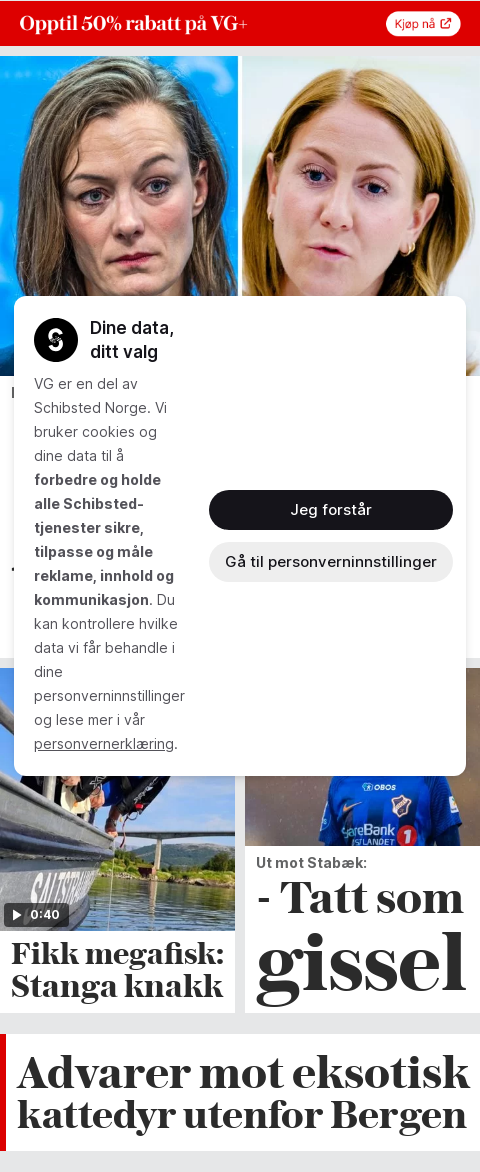 Opptil 50% rabatt på VG+
Kjøp nå
Dine data,
ditt valg
VG er en del av
Schibsted Norge. Vi
bruker cookies og
dine data til å
forbedre og holde
alle Schibsted-
tjenester sikre,
tilpasse og måle
reklame, innhold og
kommunikasjon. Du
kan kontrollere hvilke
data vi får behandle i
dine
personverninnstillinger
og lese mer i vår
personvernerklæring.
Jeg forstår
Gå til personverninnstillinger
OBOS
SpareBank 1
ØSTLANDET
0:40
Fikk megafisk:
Stanga knakk
Ut mot Stabæk:
- Tatt som
gissel
Advarer mot eksotisk
kattedyr utenfor Bergen